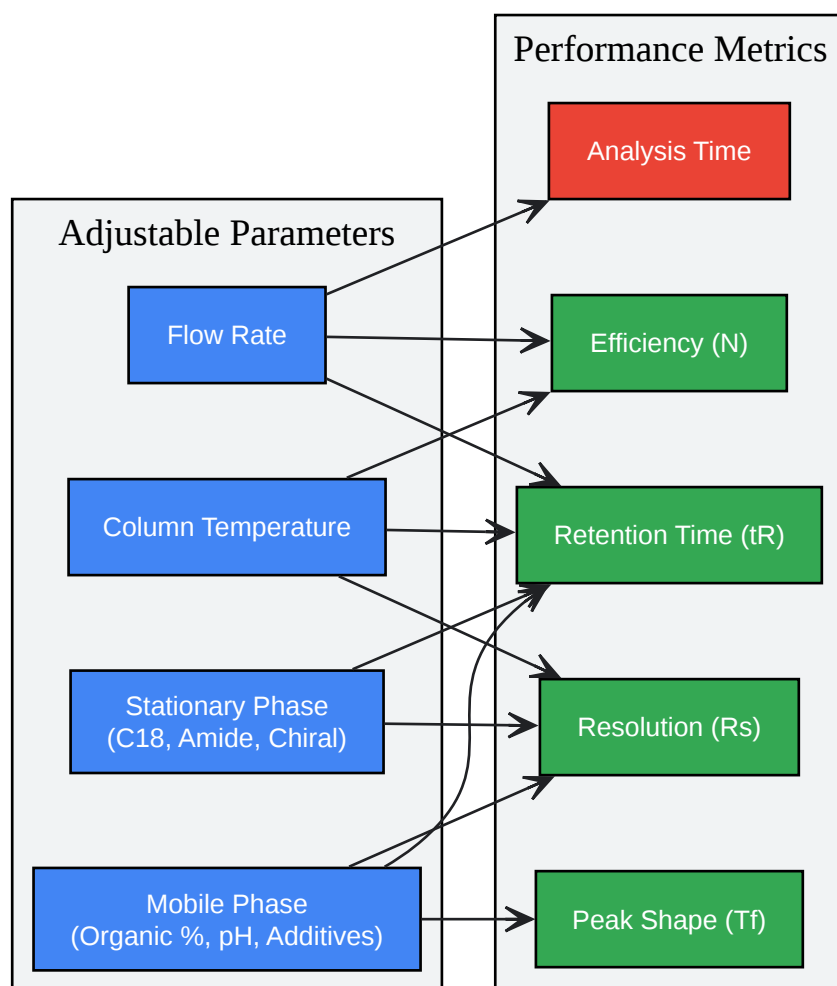 Adjustable Parameters
Flow Rate
Column Temperature
Stationary Phase
(C18, Amide, Chiral)
Mobile Phase
(Organic %, pH, Additives)
Performance Metrics
Analysis Time
Efficiency (N)
Retention Time (tR)
Resolution (Rs)
Peak Shape (Tf)